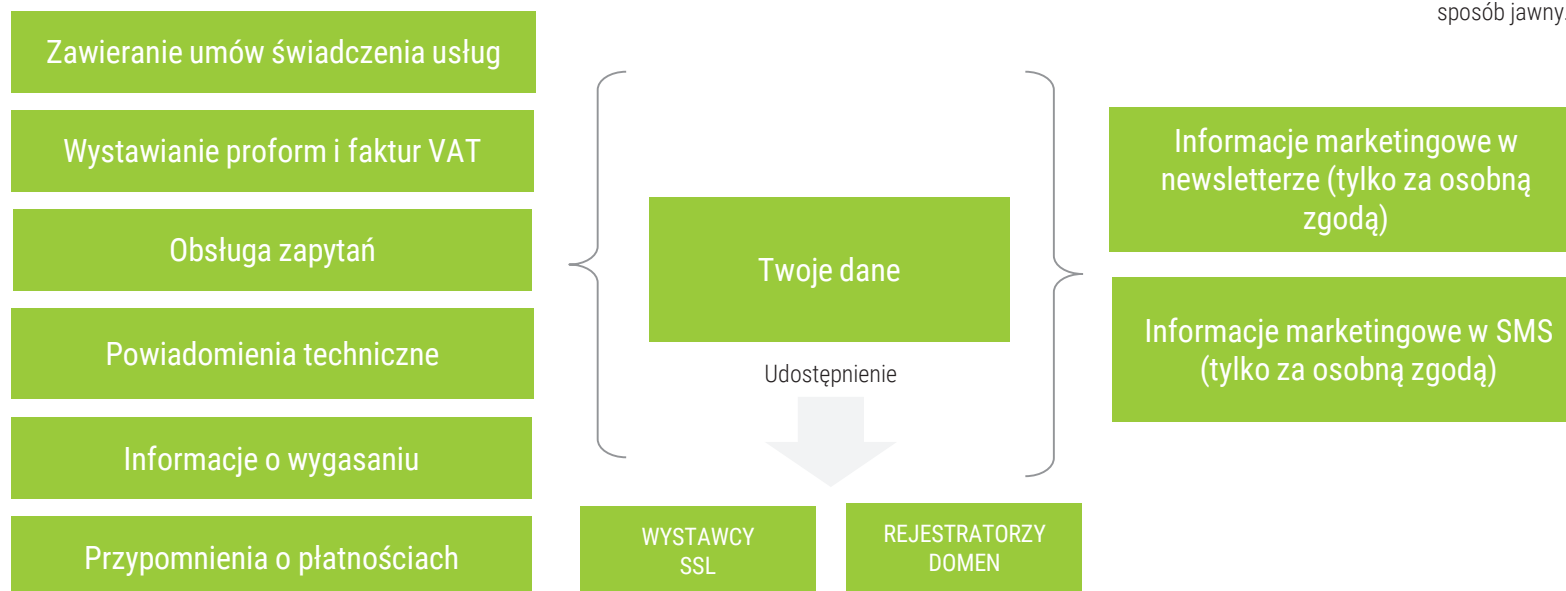 sposób jawny.
Zawieranie umów świadczenia usług
Wystawianie proform i faktur VAT
Obsługa zapytań
Powiadomienia techniczne
Informacje o wygasaniu
Przypomnienia o płatnościach
Twoje dane
Udostępnienie
WYSTAWCY
SSL
REJESTRATORZY
DOMEN
Informacje marketingowe w
newsletterze (tylko za osobną
zgodą)
Informacje marketingowe w SMS
(tylko za osobną zgodą)